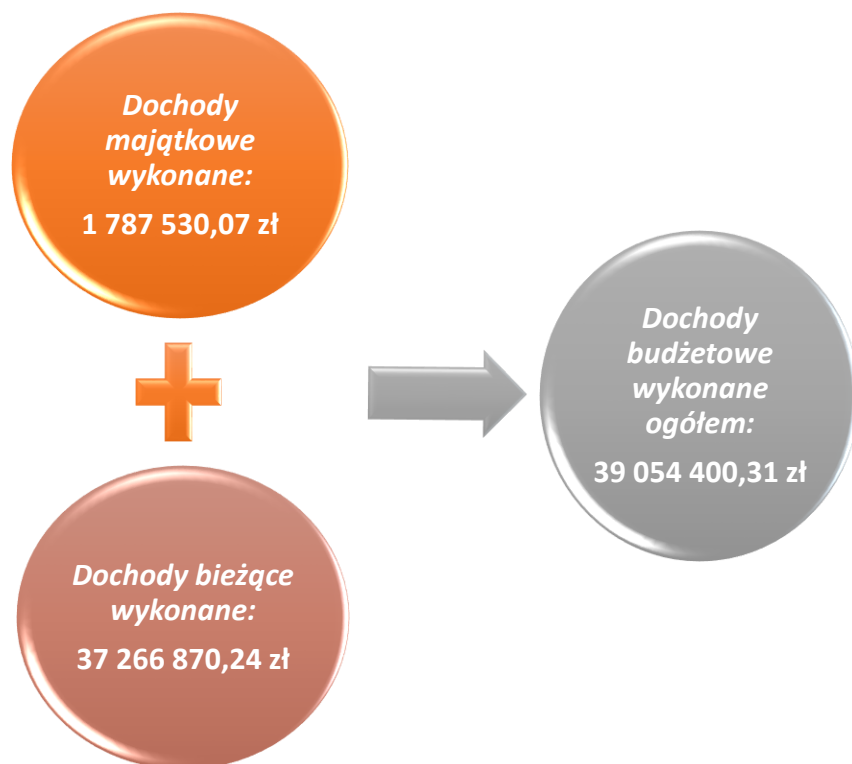 Dochody
majątkowe
wykonane:
1 787 530,07 zł
Dochody bieżące
wykonane:
37 266 870,24 zł
Dochody
budżetowe
wykonane
ogółem:
39 054 400,31 zł